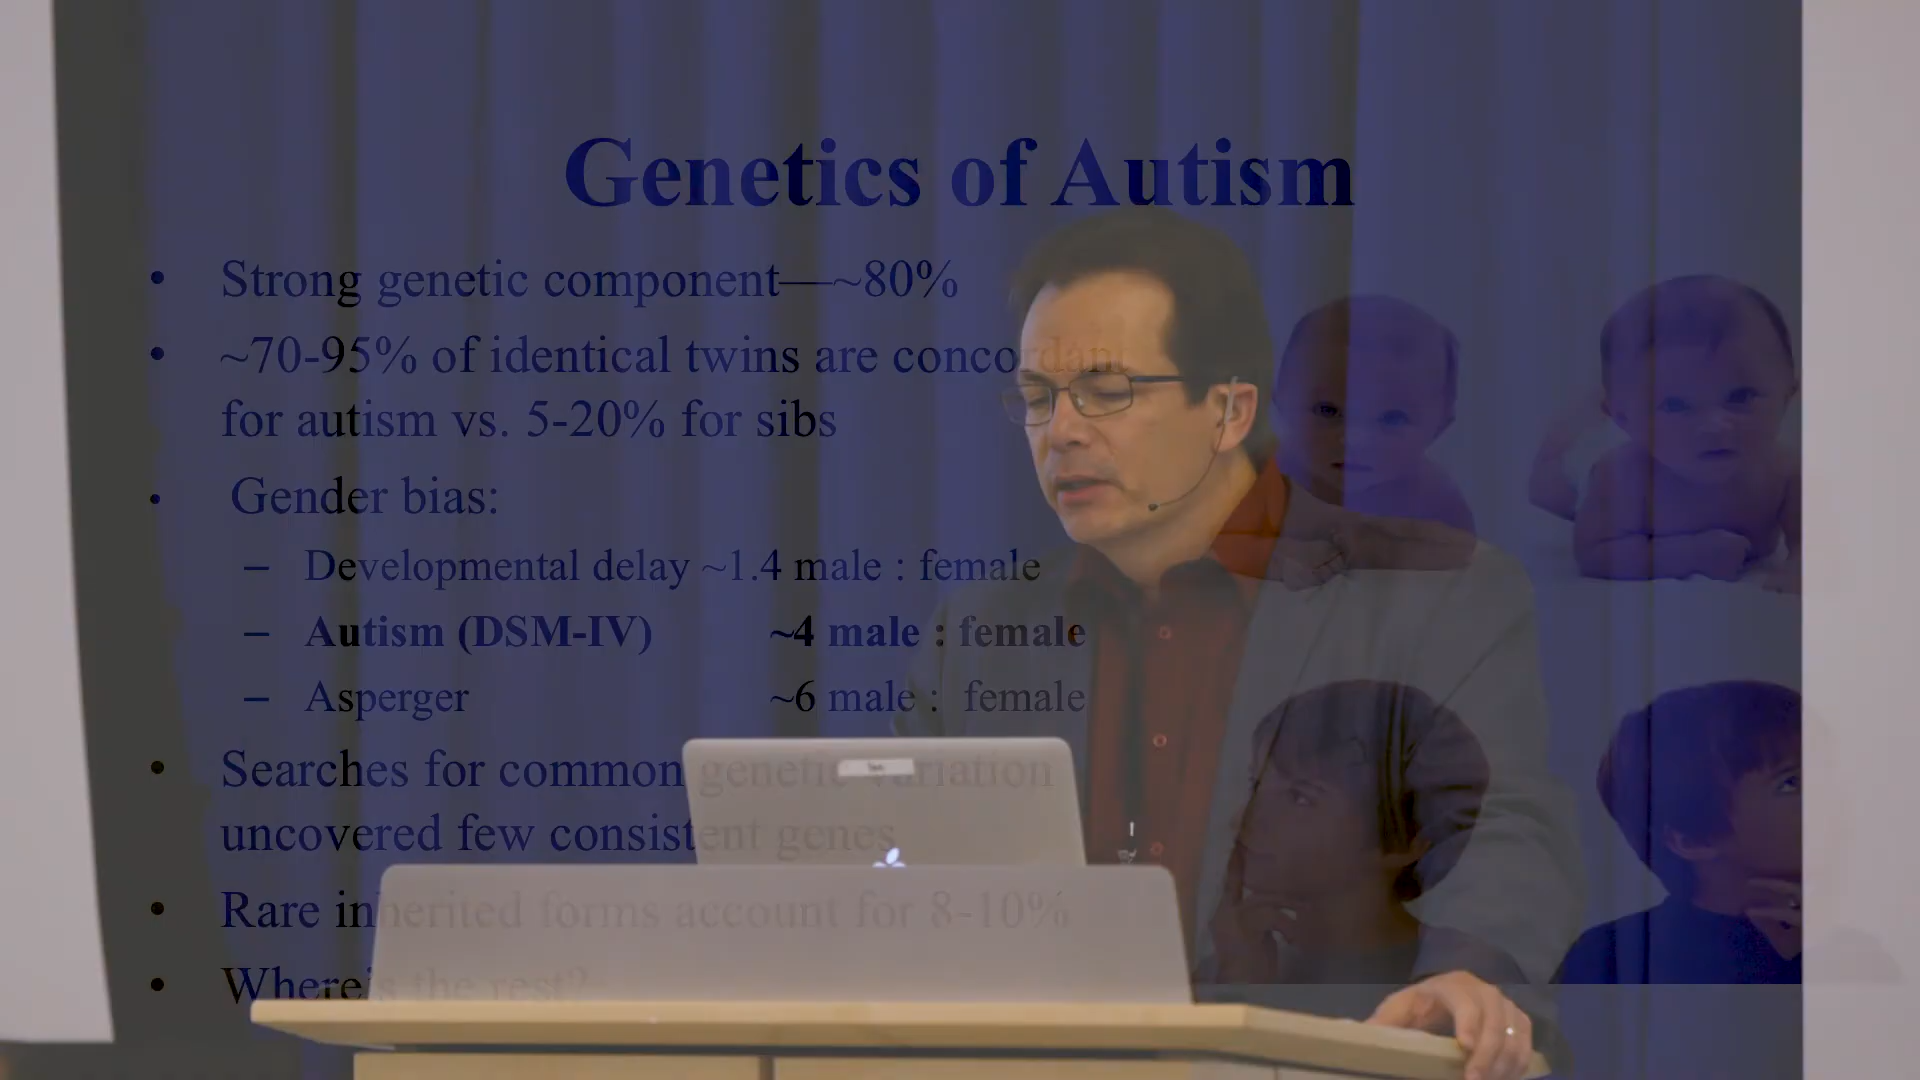 Genetics of Autism
• Strong genetic component—~80%
• ~70-95% of identical twins are concordant
for autism vs. 5-20% for sibs
• Gender bias:
– Developmental delay ~1.4 male : female
– Autism (DSM-IV) ~4 male : female
– Asperger ~6 male : female
• Searches for common genetic variation
uncovered few consistent genes
• Rare inherited forms account for 8-10%
• Where is the rest?